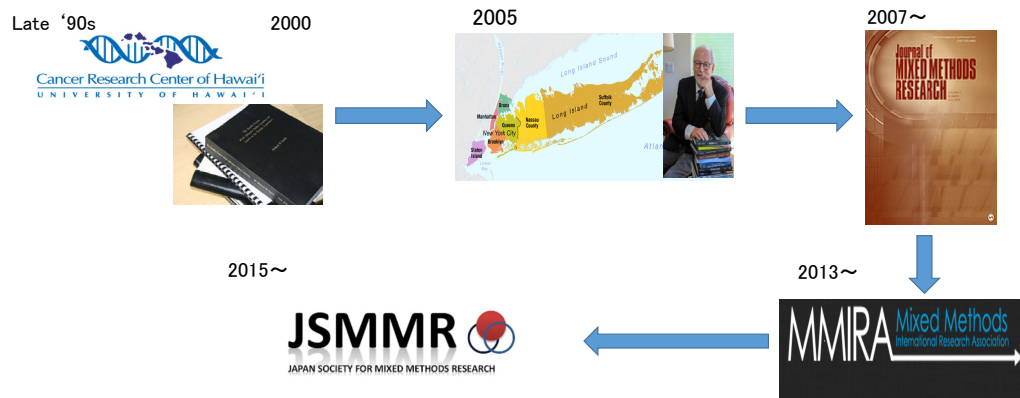 Late ‘90s
2000
Cancer Research Center of Hawai‘i
UNIVERSITY OF HAWAI‘I
2005
Long Island Sound
Bronx
Manhattan
Queens
New York City
Brooklyn
Staten Island
Nassau County
Long Island
Suffolk County
Atlan
2007～
Journal of
MIXED METHODS
RESEARCH
2013～
MMIRA
Mixed Methods
International Research Association
2015～
JSMMR
JAPAN SOCIETY FOR MIXED METHODS RESEARCH